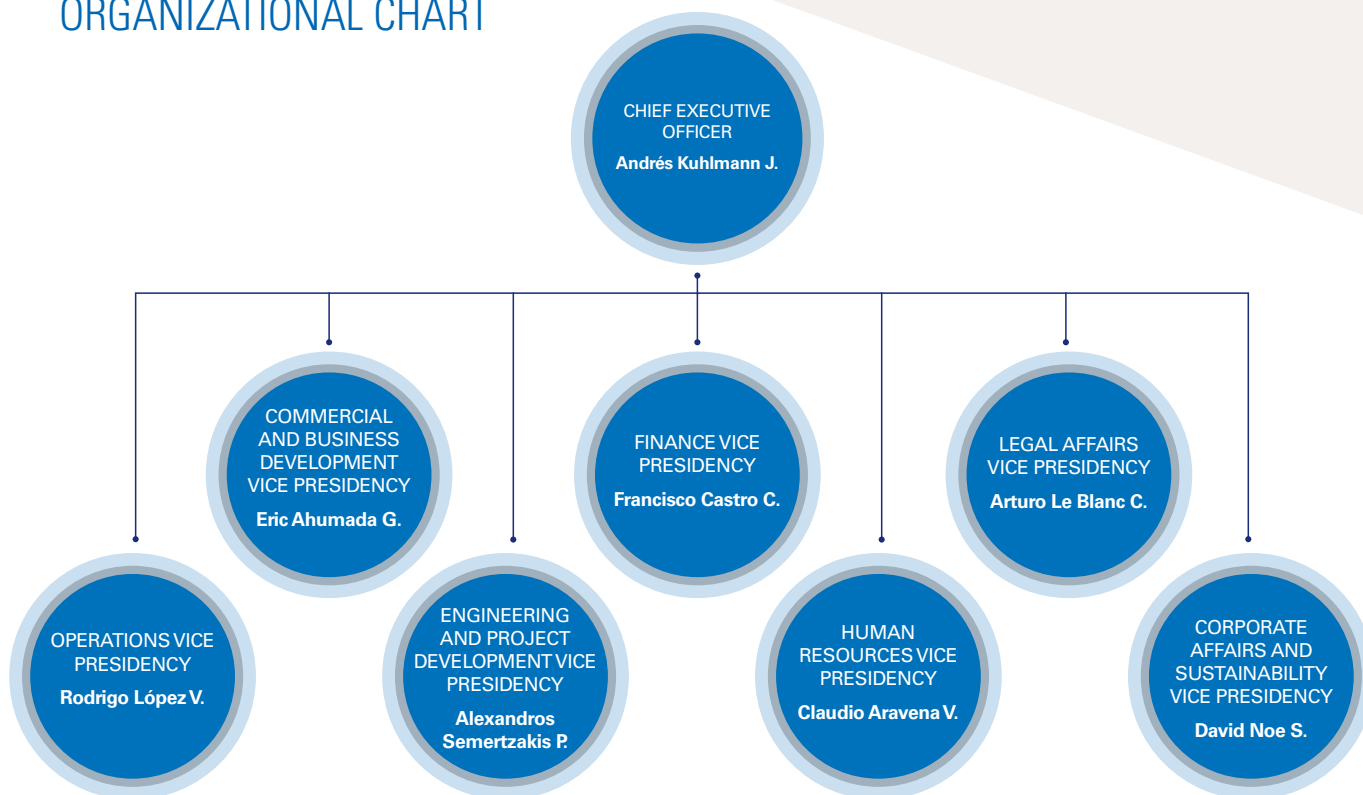 ORGANIZATIONAL CHART
CHIEF EXECUTIVE
OFFICER
Andrés Kuhlmann J.
COMMERCIAL
AND BUSINESS
DEVELOPMENT
VICE PRESIDENCY
Eric Ahumada G.
FINANCE VICE
PRESIDENCY
Francisco Castro C.
LEGAL AFFAIRS
VICE PRESIDENCY
Arturo Le Blanc C.
OPERATIONS VICE
PRESIDENCY
Rodrigo López V.
ENGINEERING
AND PROJECT
DEVELOPMENT VICE
PRESIDENCY
Alexandros
Semertzakis P.
HUMAN
RESOURCES VICE
PRESIDENCY
Claudio Aravena V.
CORPORATE
AFFAIRS AND
SUSTAINABILITY
VICE PRESIDENCY
David Noe S.